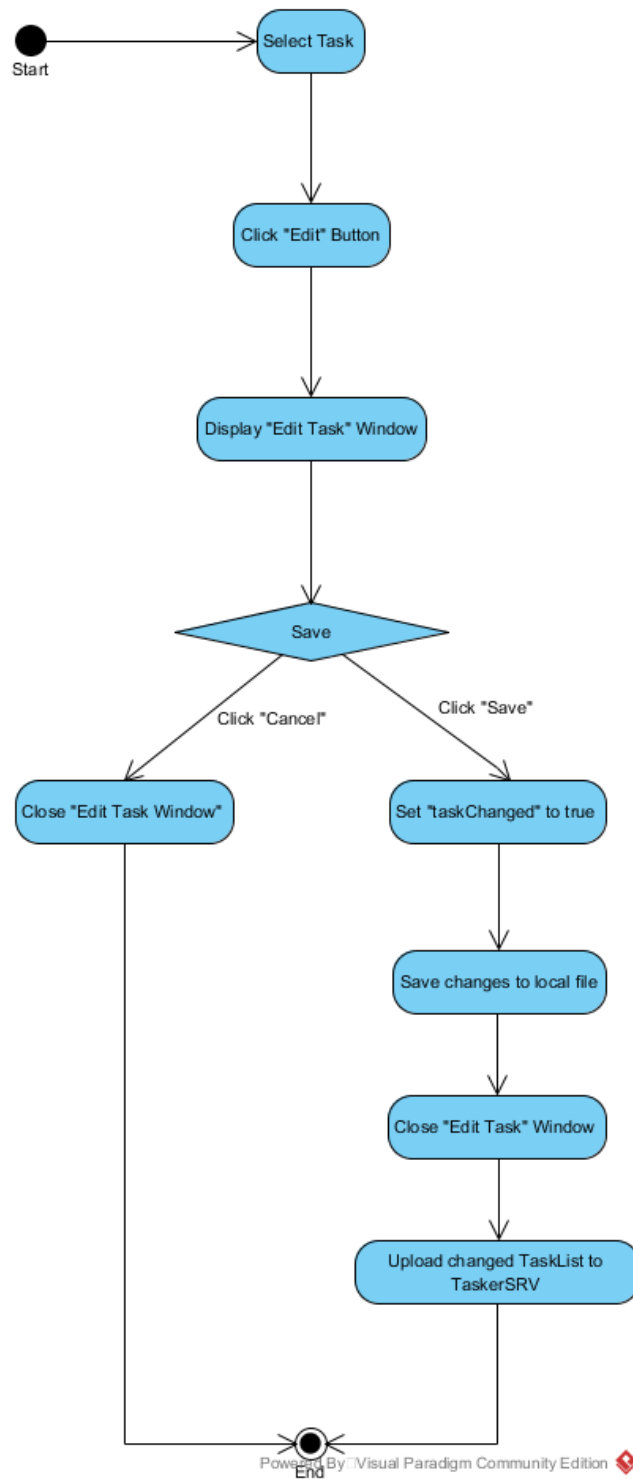 Select Task
Start
Click "Edit" Button
Display "Edit Task" Window
Save
Click "Cancel"
Click "Save"
Close "Edit Task Window"
Set "taskChanged" to true
Save changes to local file
Close "Edit Task" Window
Upload changed TaskList to
TaskerSRV
Powered By Visual Paradigm Community Edition
End